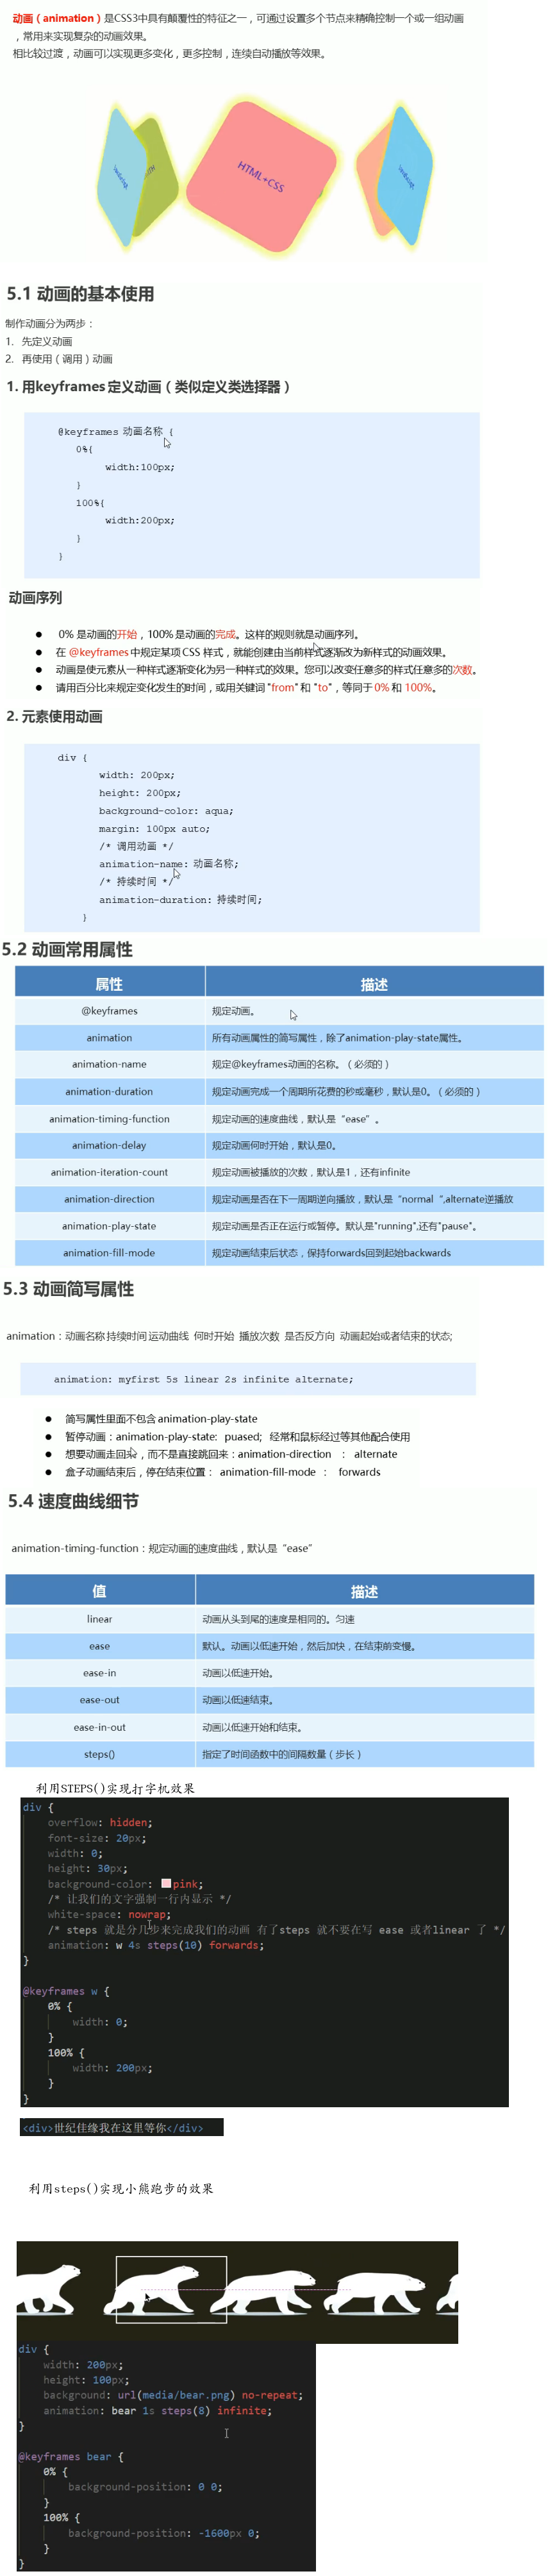 动画（animation）是CSS3中具有颠覆性的特征之一，可通过设置多个节点来精确控制一个或一组动画
，常用来实现复杂的动画效果。
相比较过渡，动画可以实现更多变化，更多控制，连续自动播放等效果。
HTML+CSS
5.1 动画的基本使用
制作动画分为两步：
1. 先定义动画
2. 再使用（调用）动画
1. 用keyframes 定义动画（类似定义类选择器）
@keyframes 动画名称 {
0%{
width:100px;
}
100%{
width:200px;
}
}
动画序列
● 0% 是动画的开始，100% 是动画的完成。这样的规则就是动画序列。
● 在 @keyframes 中规定某项 CSS 样式，就能创建由当前样式逐渐改为新样式的动画效果。
● 动画是使元素从一种样式逐渐变化为另一种样式的效果。您可以改变任意多的样式任意多的次数。
● 请用百分比来规定变化发生的时间，或用关键词 "from" 和 "to"，等同于 0% 和 100%。
2. 元素使用动画
div {
width: 200px;
height: 200px;
background-color: aqua;
margin: 100px auto;
/* 调用动画 */
animation-name: 动画名称;
/* 持续时间 */
animation-duration: 持续时间;
}
5.2 动画常用属性
属性 描述
@keyframes 规定动画。
animation 所有动画属性的简写属性，除了animation-play-state属性。
animation-name 规定@keyframes动画的名称。（必须的）
animation-duration 规定动画完成一个周期所花费的秒或毫秒，默认是0。（必须的）
animation-timing-function 规定动画的速度曲线，默认是“ease”。
animation-delay 规定动画何时开始，默认是0。
animation-iteration-count 规定动画被播放的次数，默认是1，还有infinite
animation-direction 规定动画是否在下一周期逆向播放，默认是“normal “,alternate逆播放
animation-play-state 规定动画是否正在运行或暂停。默认是"running",还有"pause"。
animation-fill-mode 规定动画结束后状态，保持forwards回到起始backwards
5.3 动画简写属性
animation：动画名称 持续时间 运动曲线 何时开始 播放次数 是否反方向 动画起始或者结束的状态;
animation: myfirst 5s linear 2s infinite alternate;
● 简写属性里面不包含 animation-play-state
● 暂停动画：animation-play-state: puased; 经常和鼠标经过等其他配合使用
● 想要动画走回来，而不是直接跳回来：animation-direction ： alternate
● 盒子动画结束后，停在结束位置： animation-fill-mode ： forwards
5.4 速度曲线细节
animation-timing-function：规定动画的速度曲线，默认是“ease”
值 描述
linear 动画从头到尾的速度是相同的。匀速
ease 默认。动画以低速开始，然后加快，在结束前变慢。
ease-in 动画以低速开始。
ease-out 动画以低速结束。
ease-in-out 动画以低速开始和结束。
steps() 指定了时间函数中的间隔数量（步长）
利用STEPS()实现打字机效果
div {
overflow: hidden;
font-size: 20px;
width: 0;
height: 30px;
background-color: pink;
/* 让我们的文字强制一行内显示 */
white-space: nowrap;
/* steps 就是分几步来完成我们的动画 有了steps 就不要在写 ease 或者linear 了 */
animation: w 4s steps(10) forwards;
}
@keyframes w {
0% {
width: 0;
}
100% {
width: 200px;
}
}
<div>世纪佳缘我在这里等你</div>
利用steps()实现小熊跑步的效果
div {
width: 200px;
height: 100px;
background: url(media/bear.png) no-repeat;
animation: bear 1s steps(8) infinite;
}
@keyframes bear {
0% {
background-position: 0 0;
}
100% {
background-position: -1600px 0;
}
}